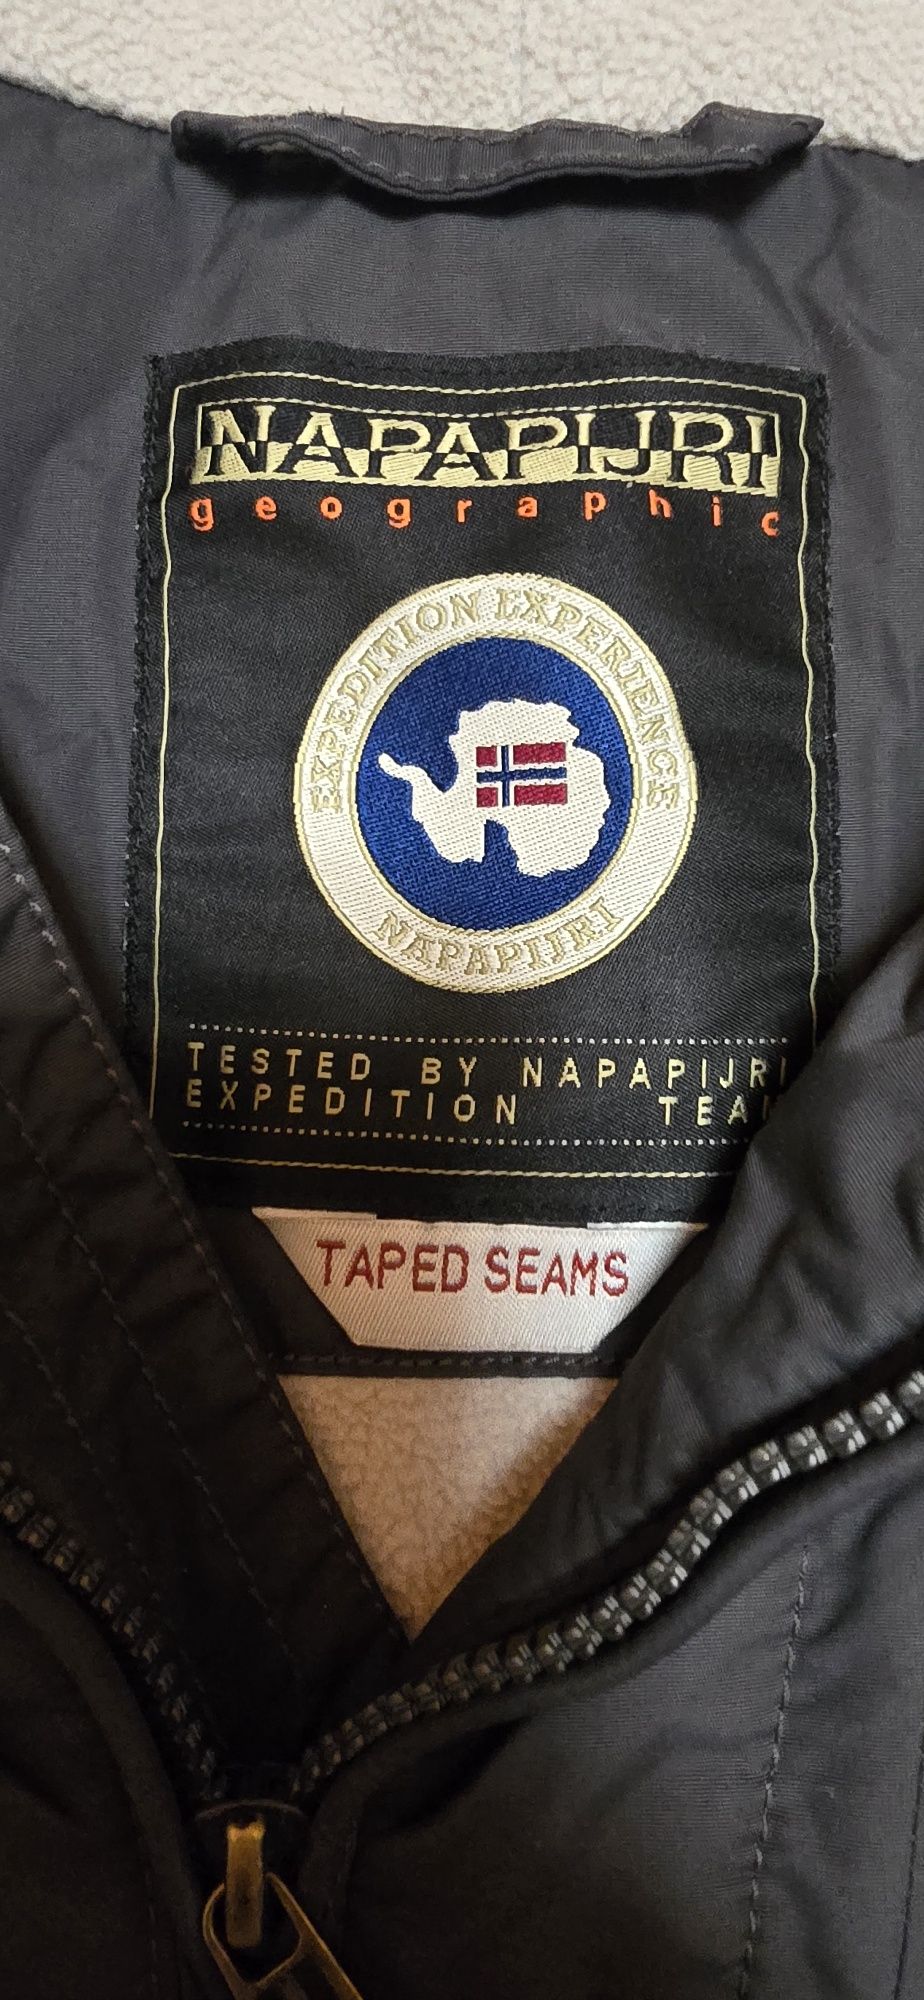 NAPAPIJRI
geographic
EXPEDITION EXPERIENCE
NAPAPIJRI
TESTED BY NAPAPIJRI
EXPEDITION
TAPED SEAMS